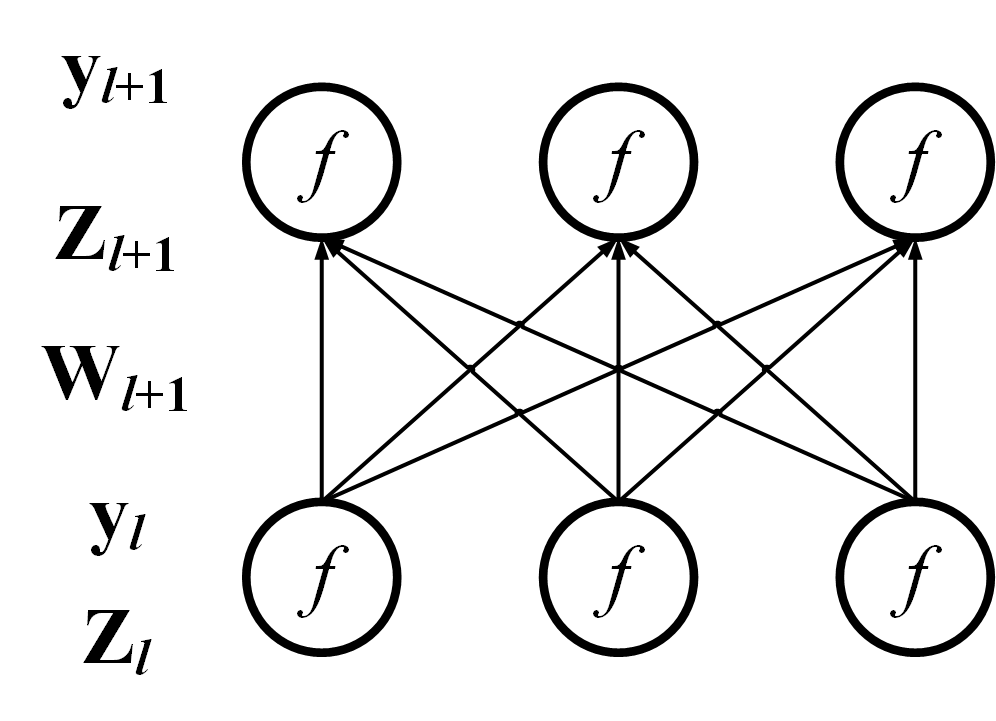 y_{l+1}
f f f
Z_{l+1}
W_{l+1}
y_l
f f f
Z_l